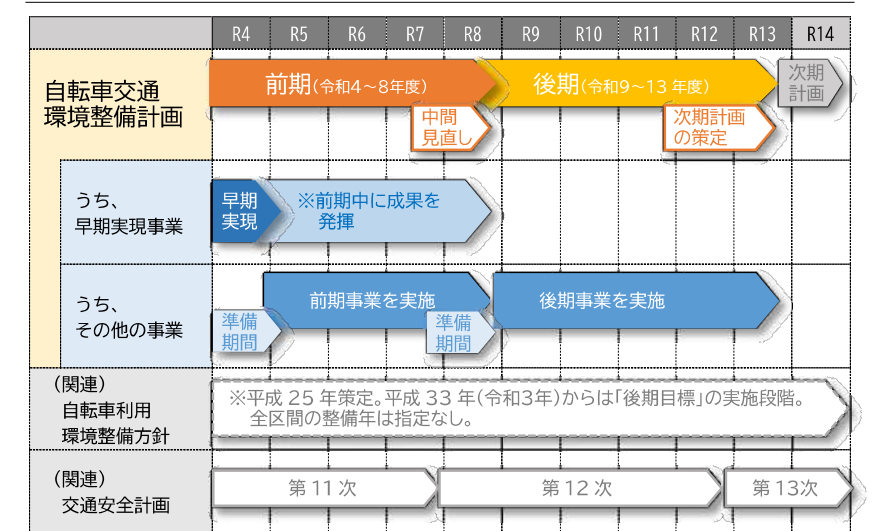 R4 R5 R6 R7 R8 R9 R10 R11 R12 R13 R14
自転車交通
環境整備計画
前期(令和4～8年度)
後期(令和9～13 年度)
次期
計画
中間
見直し
次期計画
の策定
うち、
早期実現事業
早期
実現
※前期中に成果を
発揮
うち、
その他の事業
前期事業を実施
後期事業を実施
準備
期間
準備
期間
(関連)
自転車利用
環境整備方針
※平成 25 年策定。平成 33 年(令和3年)からは「後期目標」の実施段階。
全区間の整備年は指定なし。
(関連)
交通安全計画
第 11 次
第 12 次
第 13次